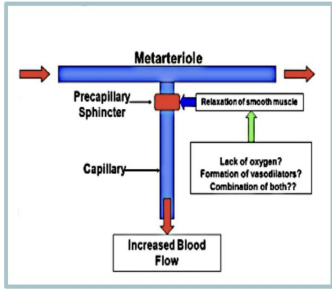 Metarteriole
Precapillary
Sphincter
Relaxation of smooth muscle
Capillary
Lack of oxygen?
Formation of vasodilators?
Combination of both??
Increased Blood
Flow